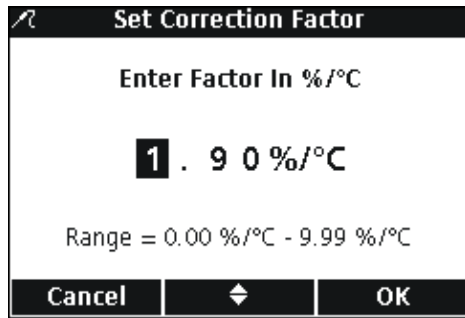 Set Correction Factor
Enter Factor In %/°C
1 . 9 0 %/°C
Range = 0.00 %/°C - 9.99 %/°C
Cancel OK